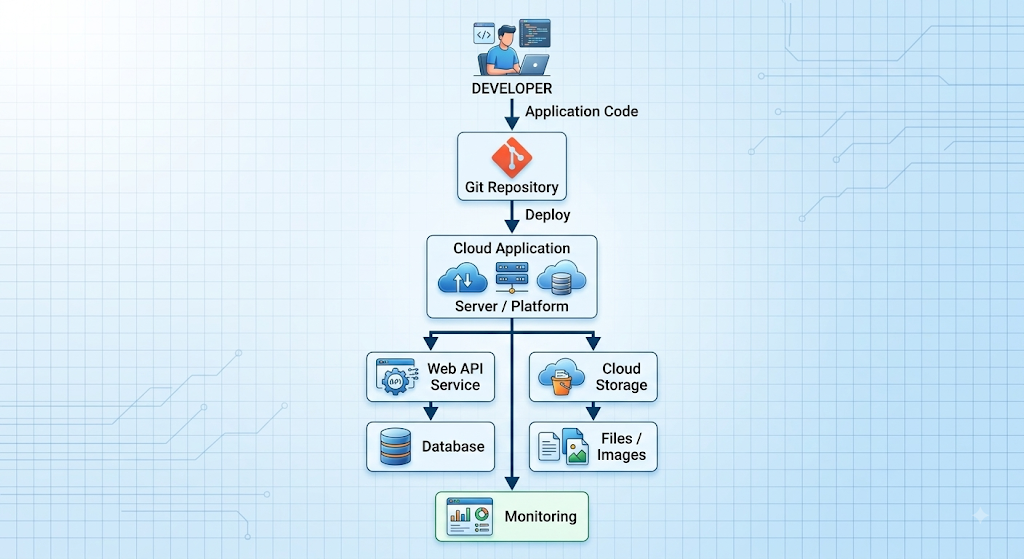 DEVELOPER
Application Code
Git Repository
Deploy
Cloud Application
Server / Platform
Web API
Service
Cloud
Storage
Database
Files /
Images
Monitoring